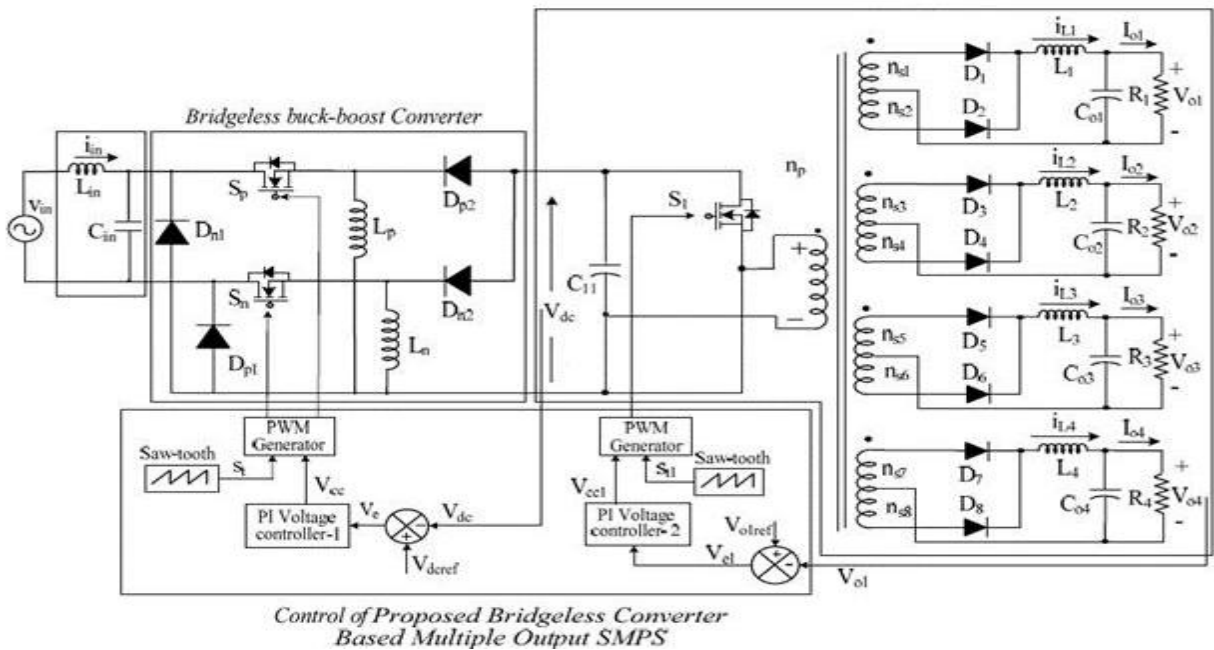 Bridgeless buck-boost Converter
iin
Lin
vin
Cin
Dn1
Sp
Lp
Dp2
Sn
Dp1
Ln
Dn2
Vdc
C11
S1
np
+
−
ns1
ns2
D1
D2
iL1
L1
Io1
Co1
R1
+
Vo1
-
ns3
ns4
D3
D4
iL2
L2
Io2
Co2
R2
+
Vo2
-
ns5
ns6
D5
D6
iL3
L3
Io3
Co3
R3
+
Vo3
-
ns7
ns8
D7
D8
iL4
L4
Io4
Co4
R4
+
Vo4
-
PWM
Generator
Saw-tooth
st
Vcc
PI Voltage
controller-1
Ve
Vdc
+
Vdcref
PWM
Generator
Saw-tooth
st1
Vcc1
PI Voltage
controller-2
Ve1
Vo1ref
+
-
Vo1
Control of Proposed Bridgeless Converter
Based Multiple Output SMPS